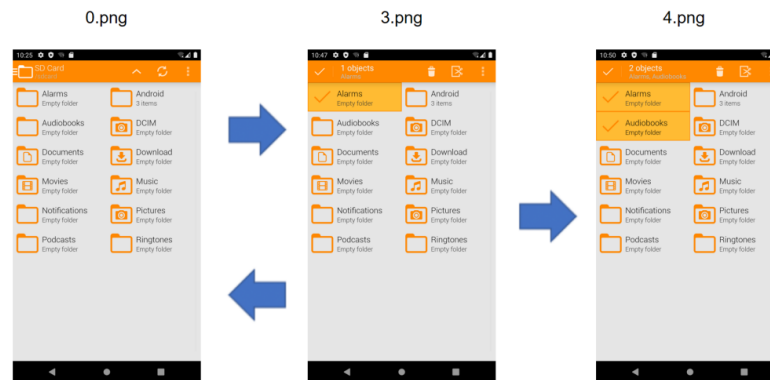 0.png
3.png
4.png
10:25
SD Card
Alarms
Empty folder
Android
3 items
Audiobooks
Empty folder
DCIM
Empty folder
Documents
Empty folder
Download
Empty folder
Movies
Empty folder
Music
Empty folder
Notifications
Empty folder
Pictures
Empty folder
Podcasts
Empty folder
Ringtones
Empty folder
10:47
1 objects
Alarms
Alarms
Empty folder
Android
3 items
Audiobooks
Empty folder
DCIM
Empty folder
Documents
Empty folder
Download
Empty folder
Movies
Empty folder
Music
Empty folder
Notifications
Empty folder
Pictures
Empty folder
Podcasts
Empty folder
Ringtones
Empty folder
10:50
2 objects
Alarms, Audiobooks
Alarms
Empty folder
Android
3 items
Audiobooks
Empty folder
DCIM
Empty folder
Documents
Empty folder
Download
Empty folder
Movies
Empty folder
Music
Empty folder
Notifications
Empty folder
Pictures
Empty folder
Podcasts
Empty folder
Ringtones
Empty folder